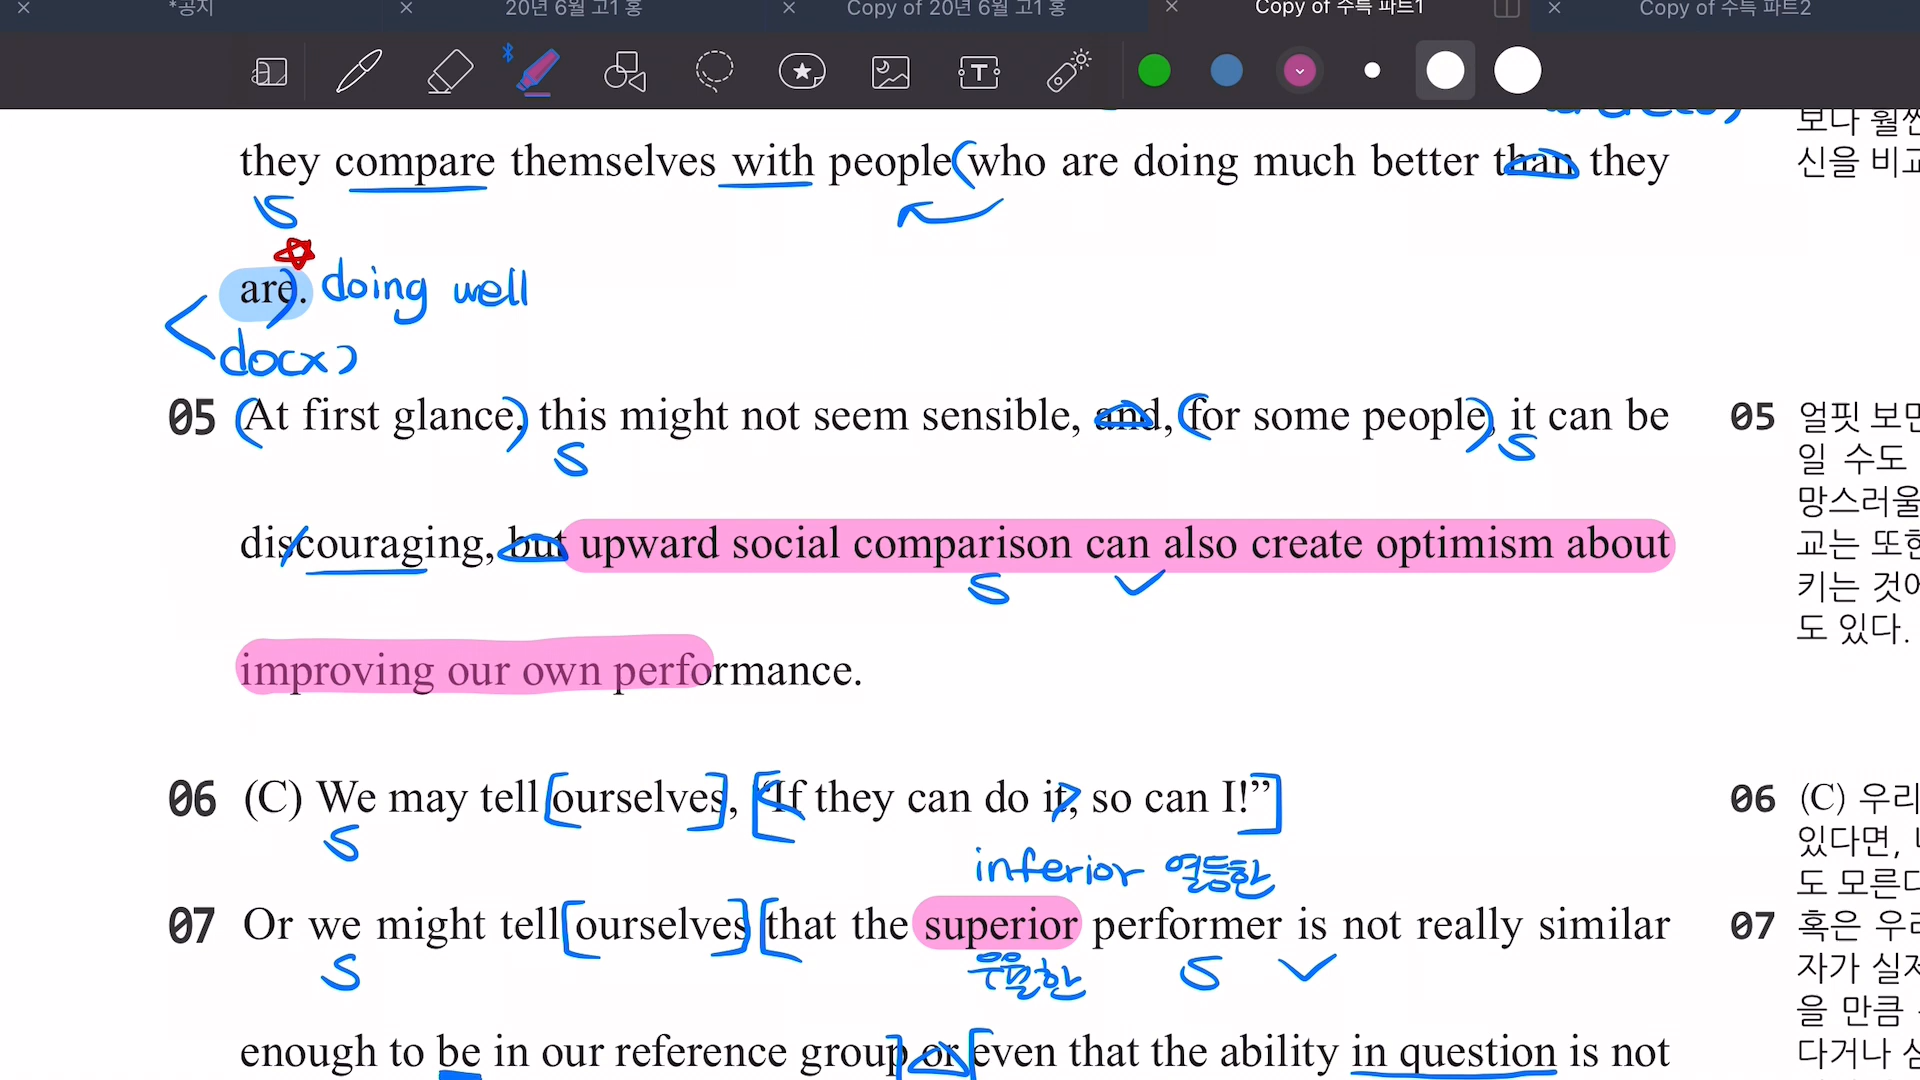 *공지
20년 6월 고1 홍
Copy of 20년 6월 고1 홍
Copy of 수특 파트1
Copy of 수특 파트2
they compare themselves with people who are doing much better than they
S
are. doing well
do(x)
05 At first glance, this might not seem sensible, and, for some people, it can be
S S
discouraging, but upward social comparison can also create optimism about
S
improving our own performance.
06 (C) We may tell ourselves, “If they can do it, so can I!”
S
inferior 열등한
07 Or we might tell ourselves that the superior performer is not really similar
S 우월한 S
enough to be in our reference group or even that the ability in question is not
보나 훨씬
신을 비교
05 얼핏 보면
일 수도
망스러울
교는 또한
키는 것에
도 있다.
06 (C) 우리
있다면,
도 모른다
07 혹은 우리
자가 실제
을 만큼
다거나 심